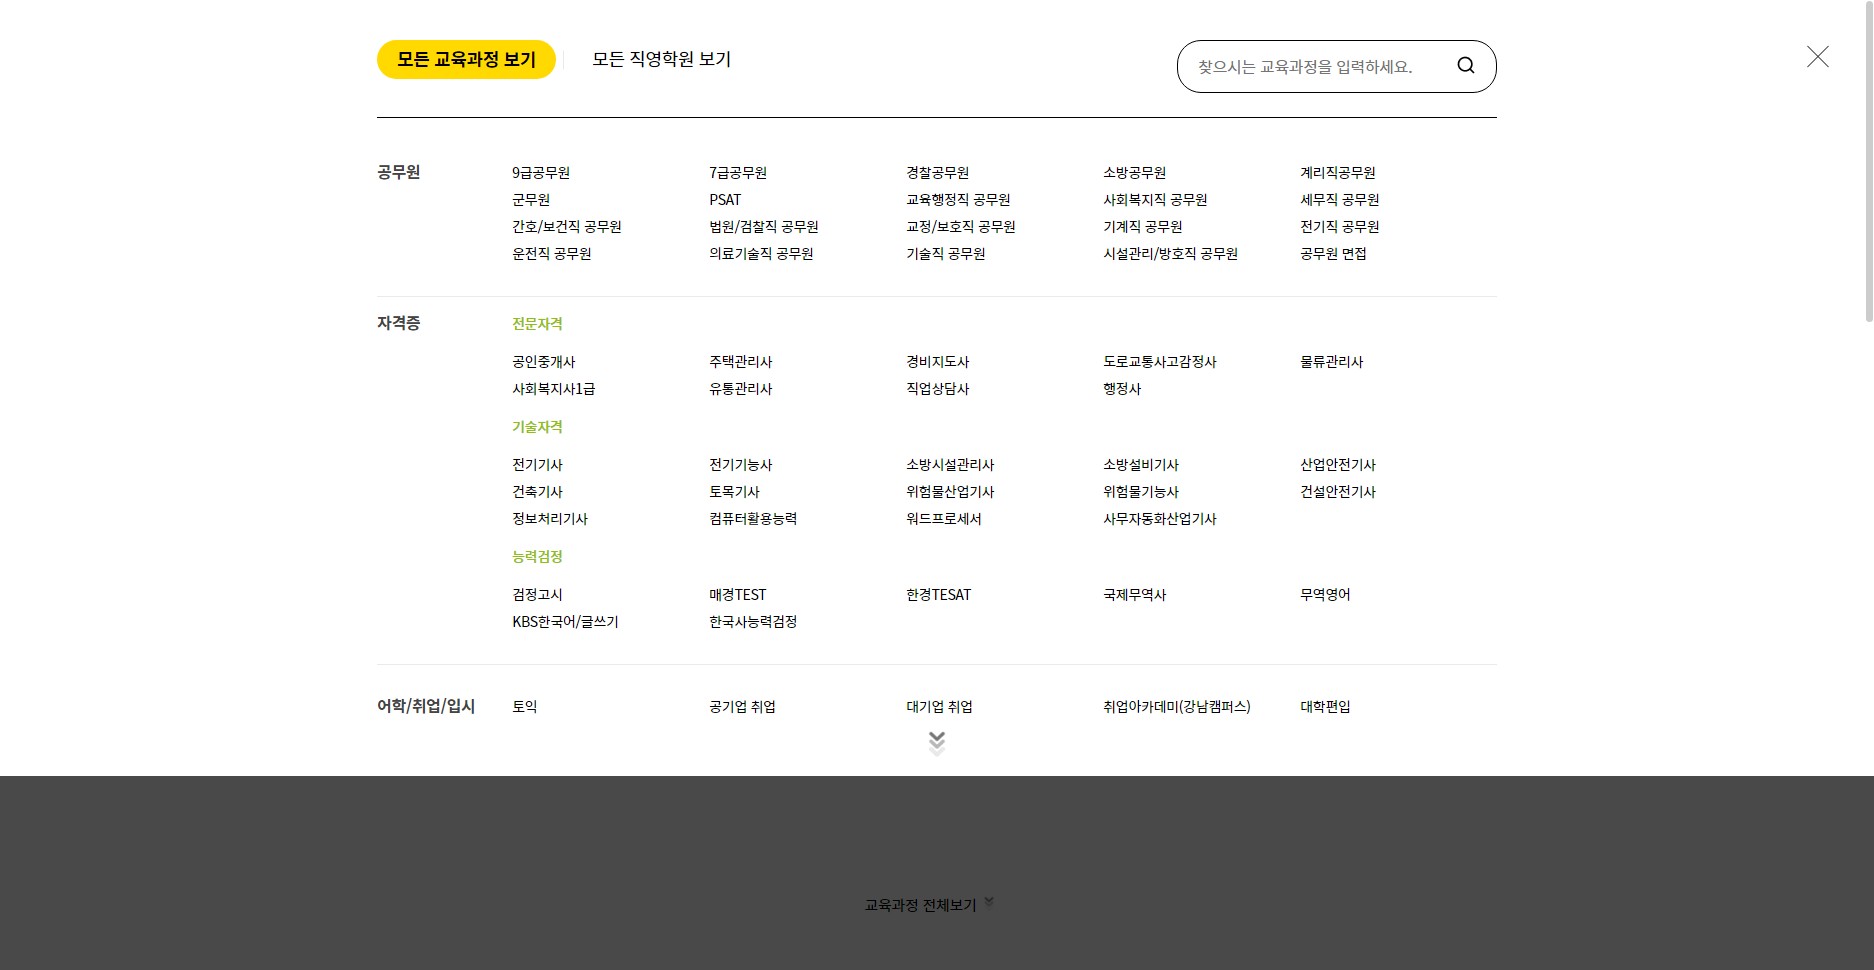 모든 교육과정 보기 모든 직영학원 보기 찾으시는 교육과정을 입력하세요.
공무원 9급공무원 7급공무원 경찰공무원 소방공무원 계리직공무원
군무원 PSAT 교육행정직 공무원 사회복지직 공무원 세무직 공무원
간호/보건직 공무원 법원/검찰직 공무원 교정/보호직 공무원 기계직 공무원 전기직 공무원
운전직 공무원 의료기술직 공무원 기술직 공무원 시설관리/방호직 공무원 공무원 면접
자격증 전문자격
공인중개사 주택관리사 경비지도사 도로교통사고감정사 물류관리사
사회복지사1급 유통관리사 직업상담사 행정사
기술자격
전기기사 전기기능사 소방시설관리사 소방설비기사 산업안전기사
건축기사 토목기사 위험물산업기사 위험물기능사 건설안전기사
정보처리기사 컴퓨터활용능력 워드프로세서 사무자동화산업기사
능력검정
검정고시 매경TEST 한경TESAT 국제무역사 무역영어
KBS한국어/글쓰기 한국사능력검정
어학/취업/입시 토익 공기업 취업 대기업 취업 취업아카데미(강남캠퍼스) 대학편입
교육과정 전체보기